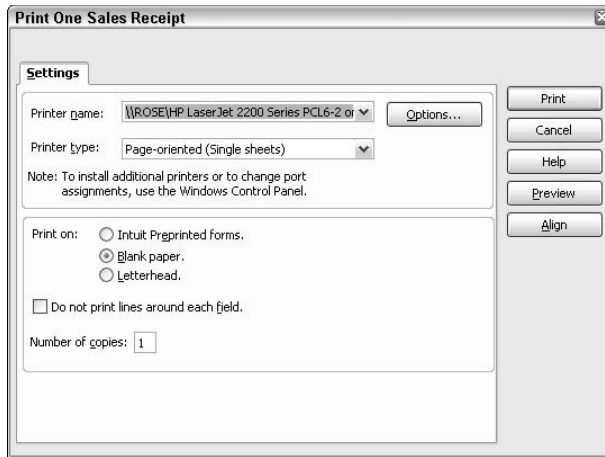 Print One Sales Receipt
Settings
Printer name: \\ROSE\HP LaserJet 2200 Series PCL6-2 or
Options...
Printer type: Page-oriented (Single sheets)
Note: To install additional printers or to change port
assignments, use the Windows Control Panel.
Print on: Intuit Preprinted forms.
Blank paper.
Letterhead.
Do not print lines around each field.
Number of copies: 1
Print
Cancel
Help
Preview
Align